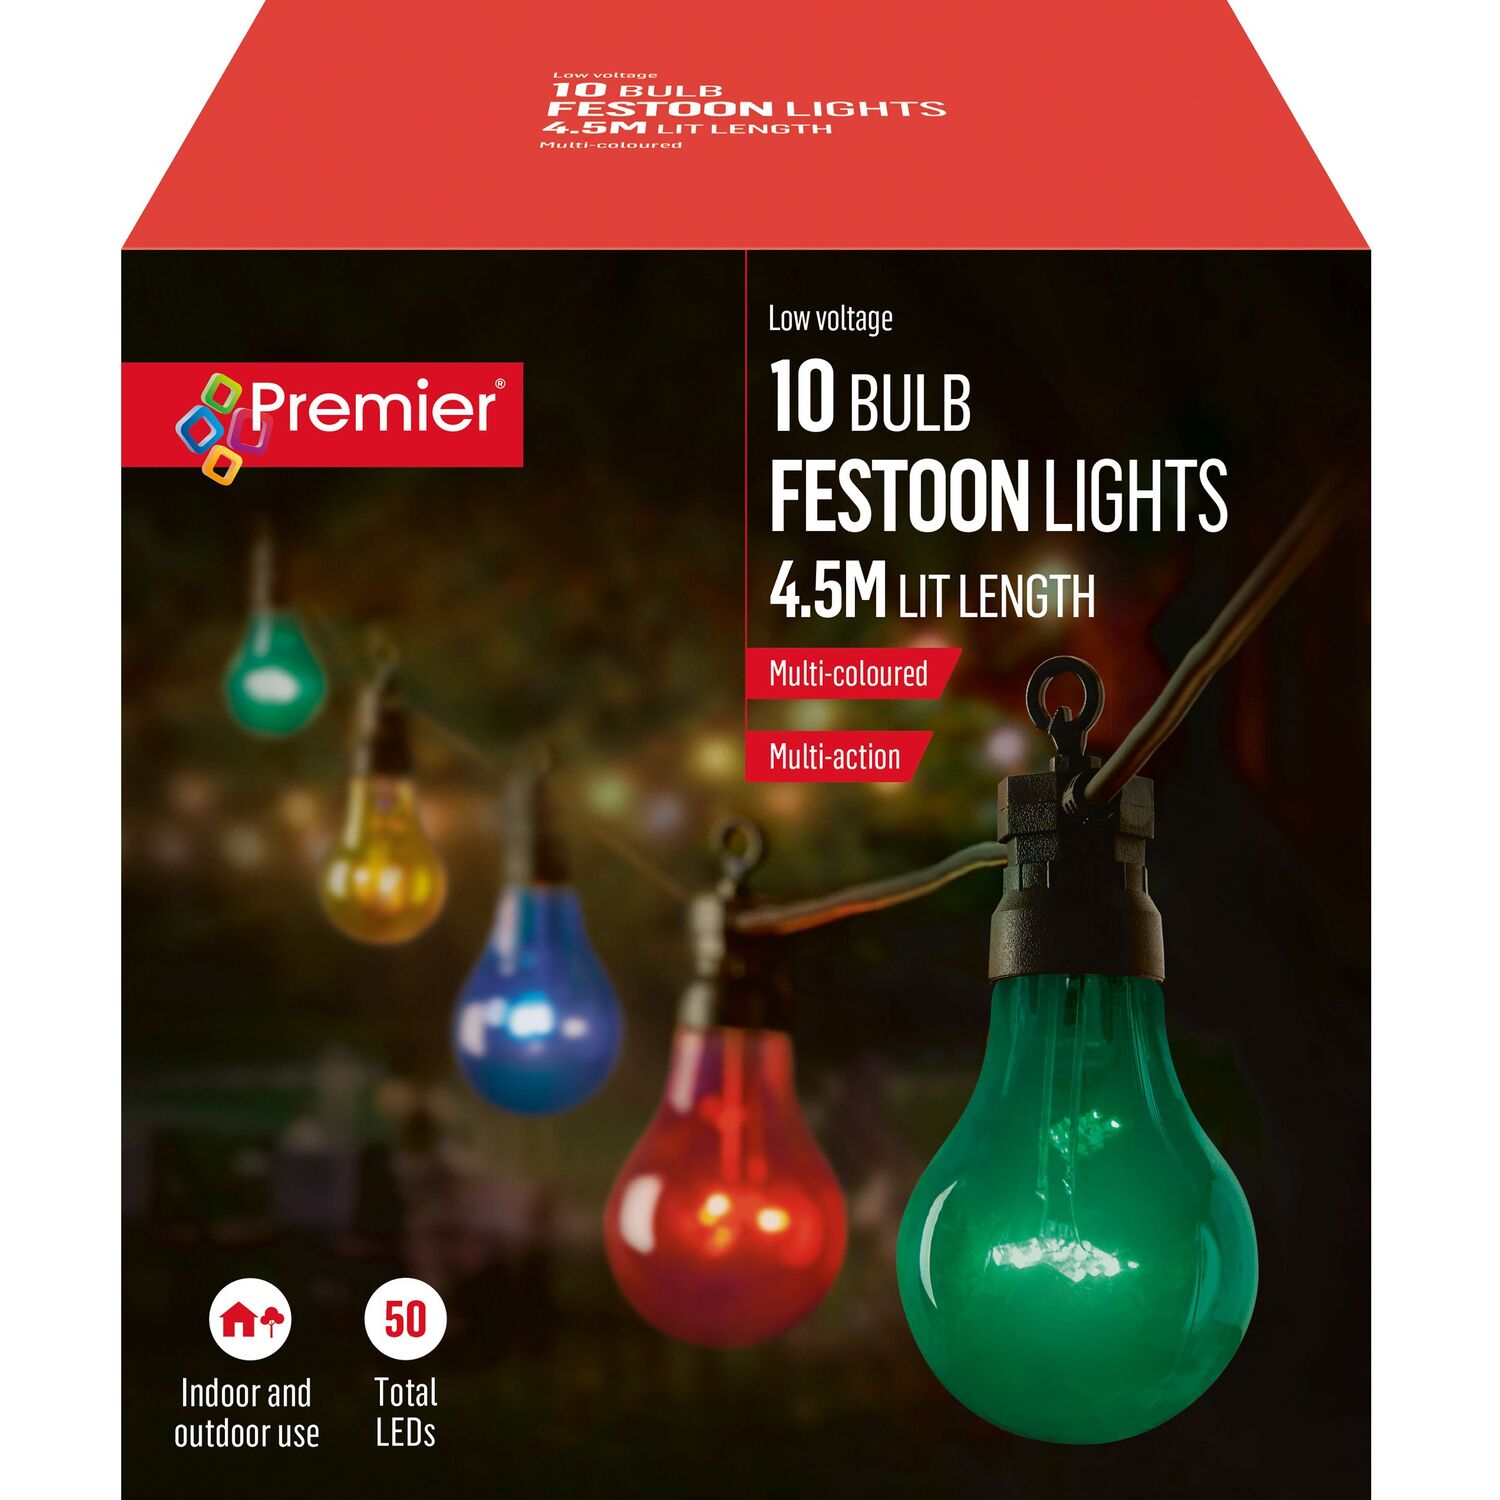 Low voltage
10 BULB
FESTOON LIGHTS
4.5M LIT LENGTH
Multi-coloured
Premier®
Low voltage
10 BULB
FESTOON LIGHTS
4.5M LIT LENGTH
Multi-coloured
Multi-action
Indoor and
outdoor use
50
Total
LEDs